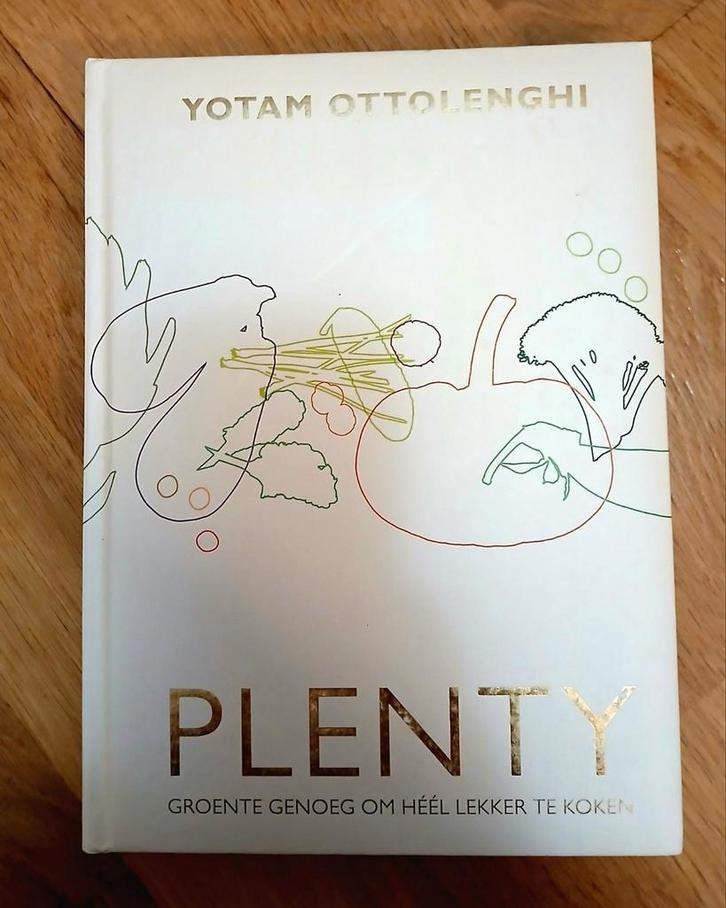 YOTAM OTTOLENGHI
PLENTY
GROENTE GENOEG OM HÉÉL LEKKER TE KOKEN